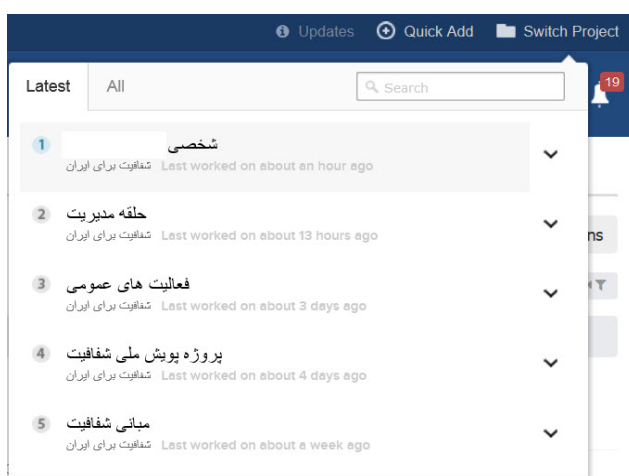 Updates Quick Add Switch Project
Latest All Search 19
1 شخصی
شفافیت برای ایران Last worked on about an hour ago
2 حلقه مدیریت
شفافیت برای ایران Last worked on about 13 hours ago
ns
3 فعالیت های عمومی
شفافیت برای ایران Last worked on about 3 days ago
4 پروژه پویش ملی شفافیت
شفافیت برای ایران Last worked on about 4 days ago
5 مبانی شفافیت
شفافیت برای ایران Last worked on about a week ago